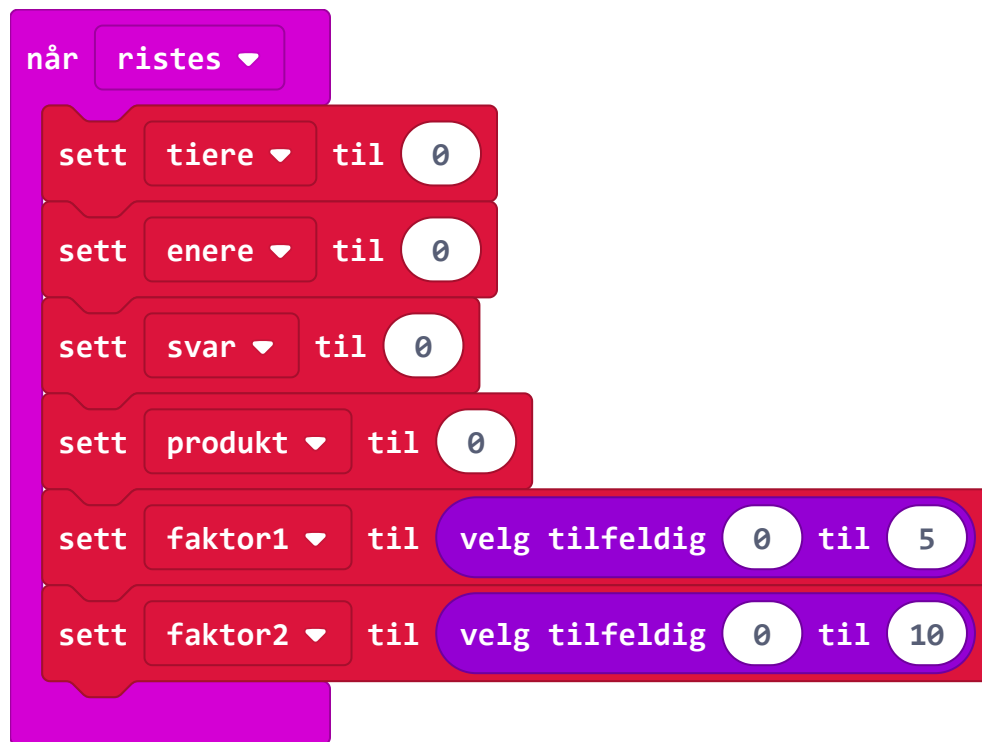 når ristes
sett tiere til 0
sett enere til 0
sett svar til 0
sett produkt til 0
sett faktor1 til velg tilfeldig 0 til 5
sett faktor2 til velg tilfeldig 0 til 10